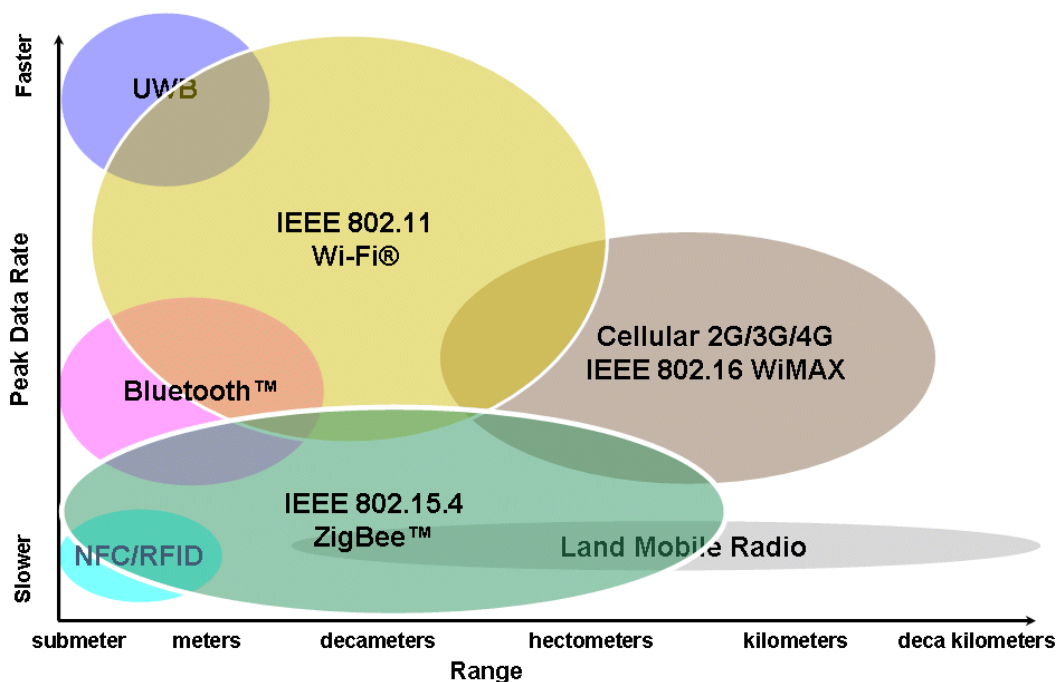 Faster
UWB
IEEE 802.11
Wi-Fi®
Peak Data Rate
Cellular 2G/3G/4G
IEEE 802.16 WiMAX
Bluetooth™
IEEE 802.15.4
ZigBee™
NFC/RFID
Land Mobile Radio
Slower
submeter meters decameters hectometers kilometers deca kilometers
Range